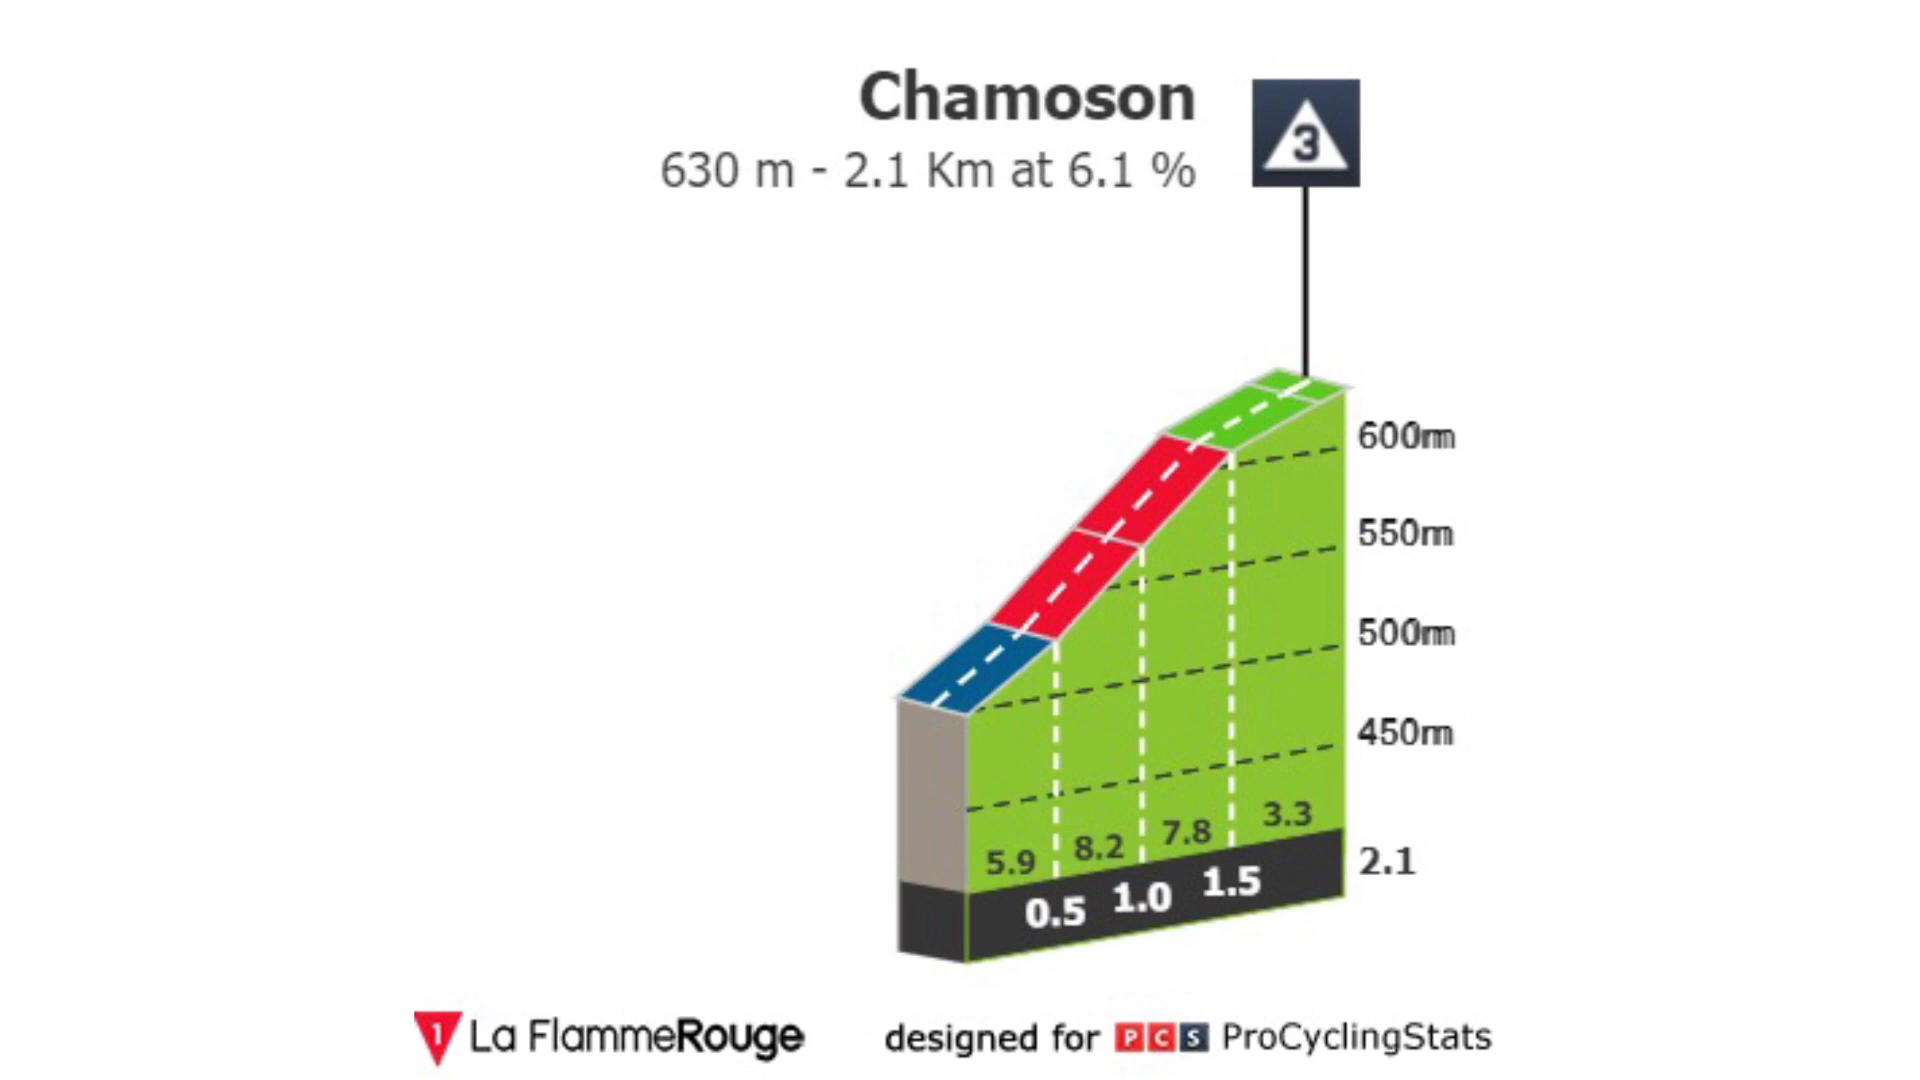 Chamoson
3
630 m - 2.1 Km at 6.1 %
600m
550m
500m
450m
5.9 8.2 7.8 3.3
0.5 1.0 1.5 2.1
1 La FlammeRouge designed for PCS ProCyclingStats